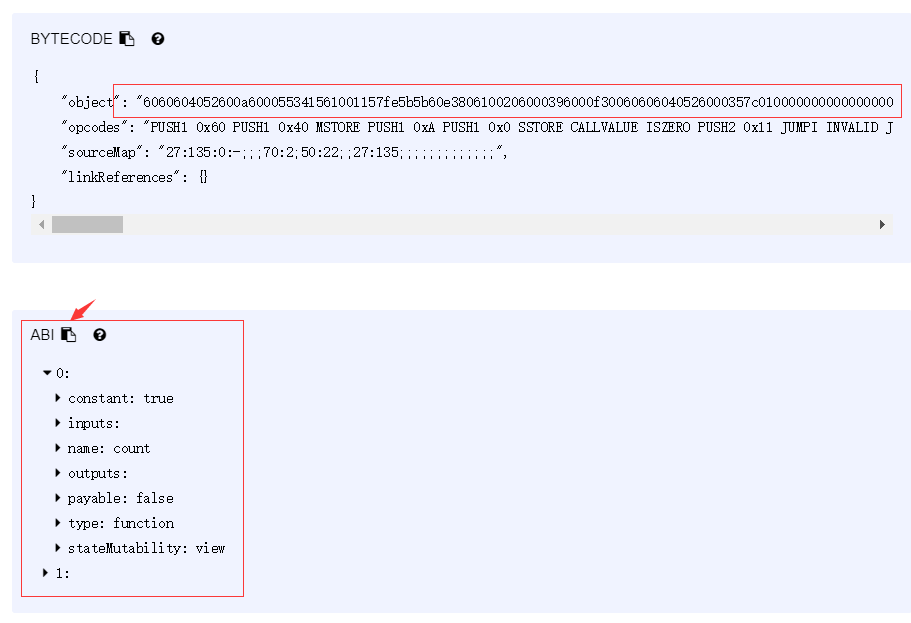 BYTECODE
{
"object": "6060604052600a600055341561001157fe5b5b60e3806100206000396000f30060606040526000357c010000000000000000
"opcodes": "PUSH1 0x60 PUSH1 0x40 MSTORE PUSH1 0xA PUSH1 0x0 SSTORE CALLVALUE ISZERO PUSH2 0x11 JUMPI INVALID J
"sourceMap": "27:135:0:-;;;70:2;50:22;;27:135;;;;;;;;;;;;;",
"linkReferences": {}
}
ABI
0:
constant: true
inputs:
name: count
outputs:
payable: false
type: function
stateMutability: view
1: